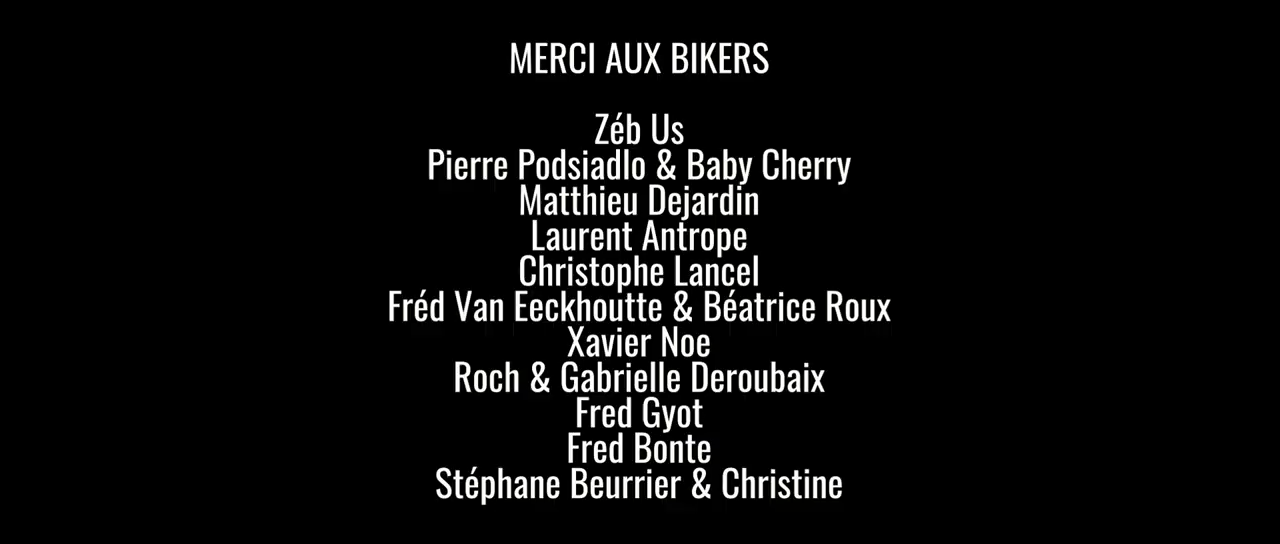 MERCI AUX BIKERS
Zéb Us
Pierre Podsiadlo & Baby Cherry
Matthieu Dejardin
Laurent Antrope
Christophe Lancel
Fréd Van Eeckhoutte & Béatrice Roux
Xavier Noe
Roch & Gabrielle Deroubaix
Fred Gyot
Fred Bonte
Stéphane Beurrier & Christine